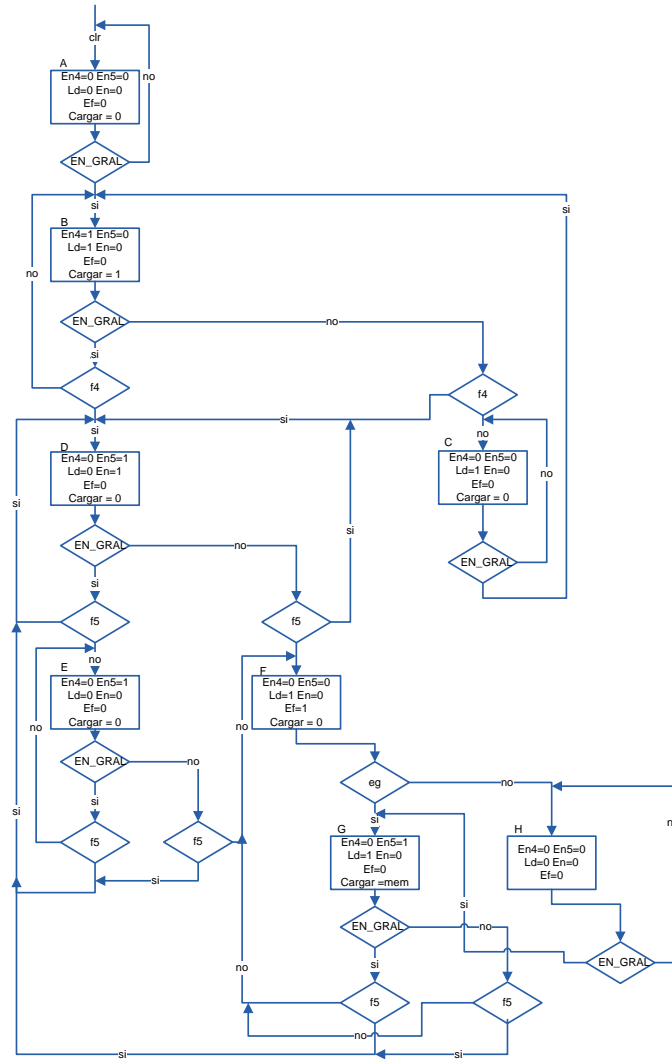 clr
A
En4=0 En5=0
Ld=0 En=0
Ef=0
Cargar = 0
no
EN_GRAL
si
si
B
En4=1 En5=0
Ld=1 En=0
Ef=0
Cargar = 1
no
EN_GRAL
no
si
f4
f4
si
si
no
D
En4=0 En5=1
Ld=0 En=1
Ef=0
Cargar = 0
C
En4=0 En5=0
Ld=1 En=0
Ef=0
Cargar = 0
no
si
si
EN_GRAL
no
EN_GRAL
si
f5
f5
no
E
En4=0 En5=1
Ld=0 En=0
Ef=0
Cargar = 0
F
En4=0 En5=0
Ld=1 En=0
Ef=1
Cargar = 0
no
no
EN_GRAL
no
eg
no
si
si
si
f5
f5
G
En4=0 En5=1
Ld=1 En=0
Ef=0
Cargar =mem
H
En4=0 En5=0
Ld=0 En=0
Ef=0
si
si
EN_GRAL
no
EN_GRAL
si
no
f5
f5
no
si
si